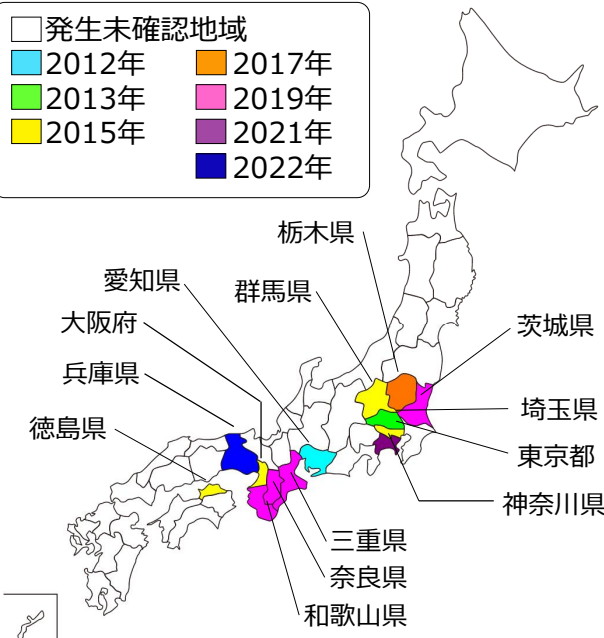 発生未確認地域
2012年
2013年
2015年
2017年
2019年
2021年
2022年
栃木県
愛知県
群馬県
大阪府
茨城県
兵庫県
埼玉県
徳島県
東京都
神奈川県
三重県
奈良県
和歌山県